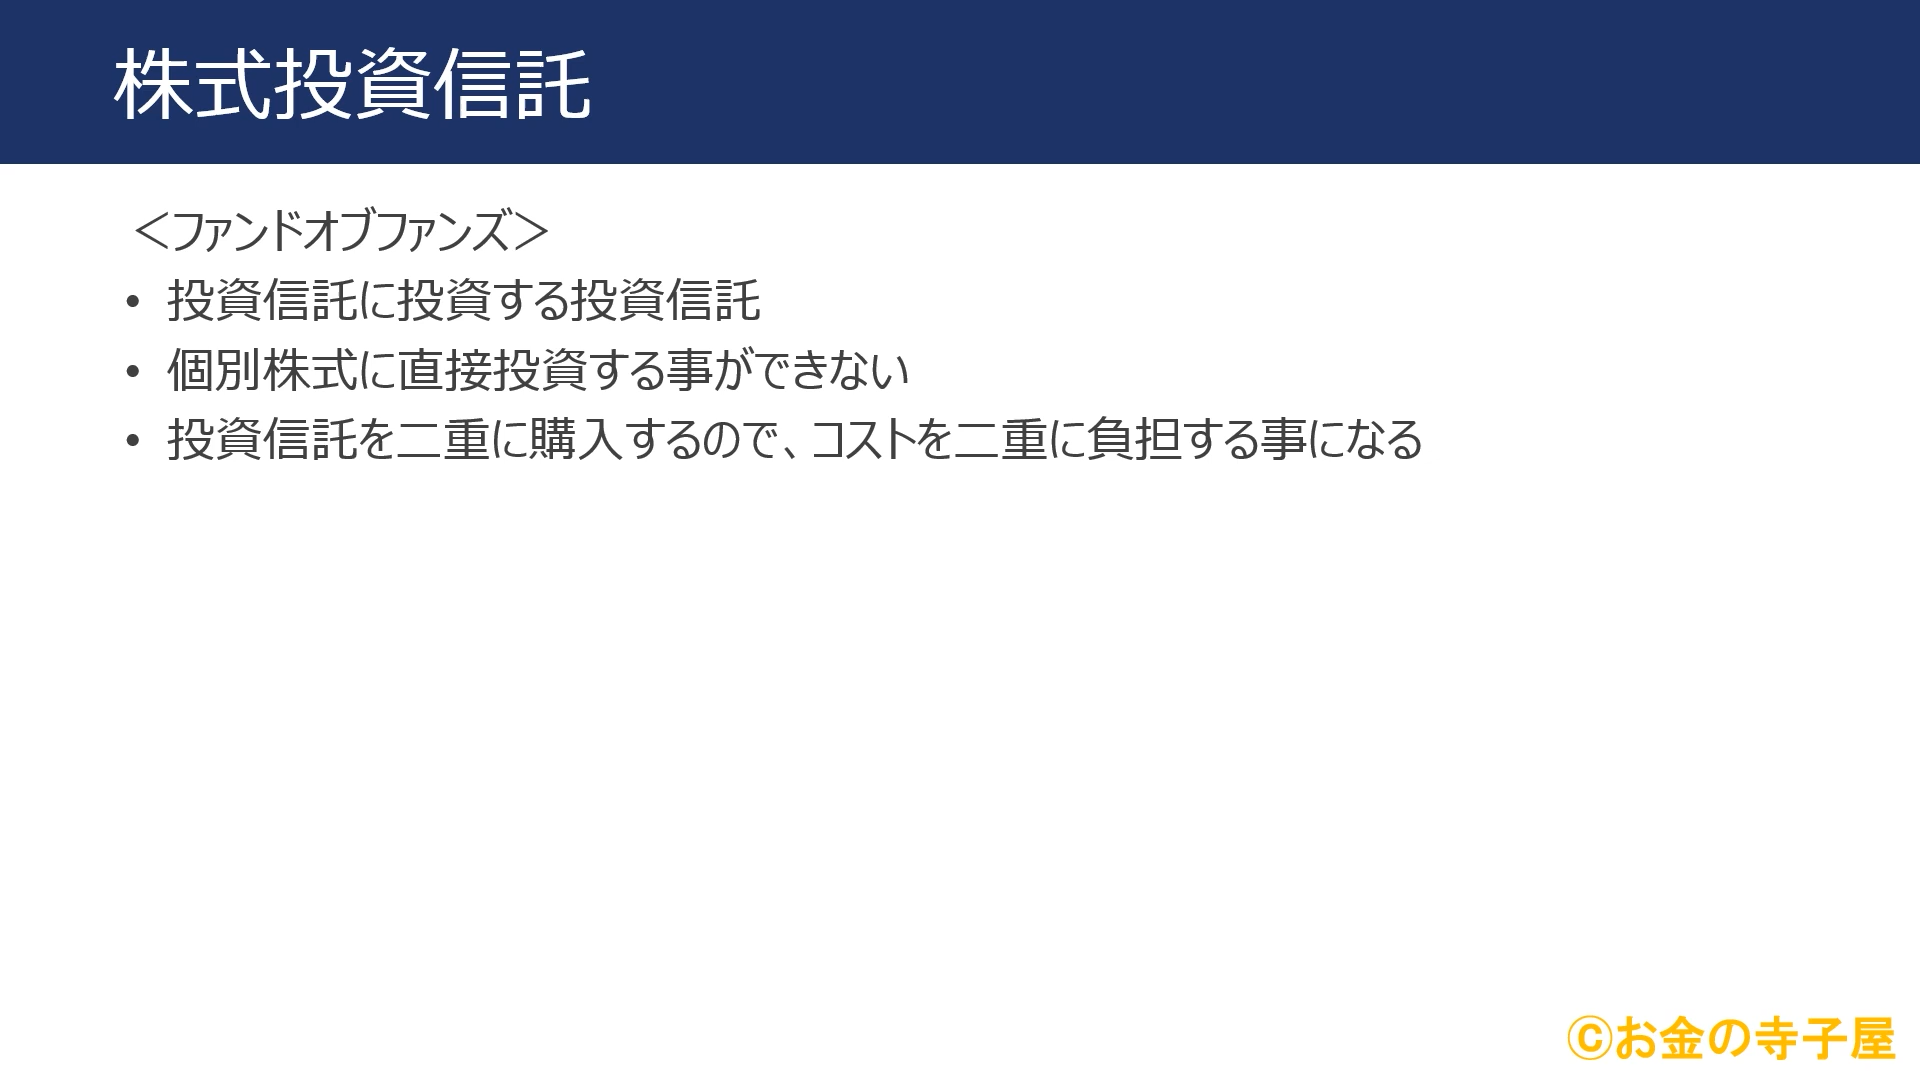 株式投資信託
＜ファンドオブファンズ＞
• 投資信託に投資する投資信託
• 個別株式に直接投資する事ができない
• 投資信託を二重に購入するので、コストを二重に負担する事になる
Ⓒお金の寺子屋